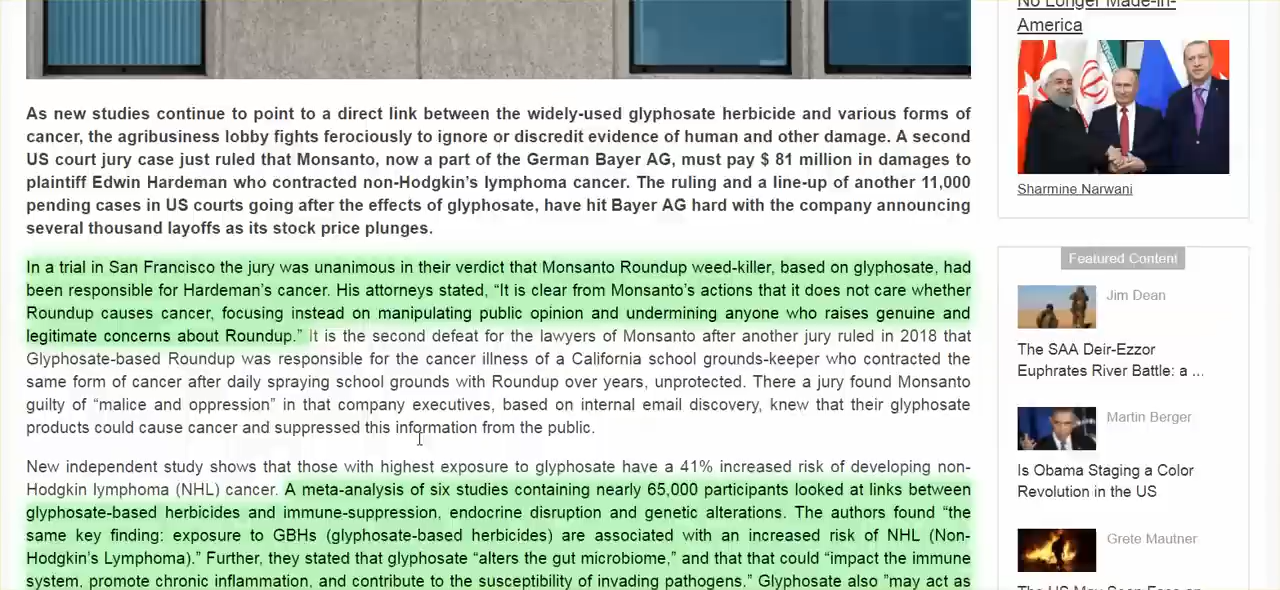 As new studies continue to point to a direct link between the widely-used glyphosate herbicide and various forms of
cancer, the agribusiness lobby fights ferociously to ignore or discredit evidence of human and other damage. A second
US court jury case just ruled that Monsanto, now a part of the German Bayer AG, must pay $ 81 million in damages to
plaintiff Edwin Hardeman who contracted non-Hodgkin’s lymphoma cancer. The ruling and a line-up of another 11,000
pending cases in US courts going after the effects of glyphosate, have hit Bayer AG hard with the company announcing
several thousand layoffs as its stock price plunges.
In a trial in San Francisco the jury was unanimous in their verdict that Monsanto Roundup weed-killer, based on glyphosate, had
been responsible for Hardeman’s cancer. His attorneys stated, “It is clear from Monsanto’s actions that it does not care whether
Roundup causes cancer, focusing instead on manipulating public opinion and undermining anyone who raises genuine and
legitimate concerns about Roundup.” It is the second defeat for the lawyers of Monsanto after another jury ruled in 2018 that
Glyphosate-based Roundup was responsible for the cancer illness of a California school grounds-keeper who contracted the
same form of cancer after daily spraying school grounds with Roundup over years, unprotected. There a jury found Monsanto
guilty of “malice and oppression” in that company executives, based on internal email discovery, knew that their glyphosate
products could cause cancer and suppressed this information from the public.
New independent study shows that those with highest exposure to glyphosate have a 41% increased risk of developing non-
Hodgkin lymphoma (NHL) cancer. A meta-analysis of six studies containing nearly 65,000 participants looked at links between
glyphosate-based herbicides and immune-suppression, endocrine disruption and genetic alterations. The authors found “the
same key finding: exposure to GBHs (glyphosate-based herbicides) are associated with an increased risk of NHL (Non-
Hodgkin’s Lymphoma).” Further, they stated that glyphosate “alters the gut microbiome,” and that that could “impact the immune
system, promote chronic inflammation, and contribute to the susceptibility of invading pathogens.” Glyphosate also ”may act as
No Longer Made-in-
America
Sharmine Narwani
Featured Content
Jim Dean
The SAA Deir-Ezzor
Euphrates River Battle: a ...
Martin Berger
Is Obama Staging a Color
Revolution in the US
Grete Mautner